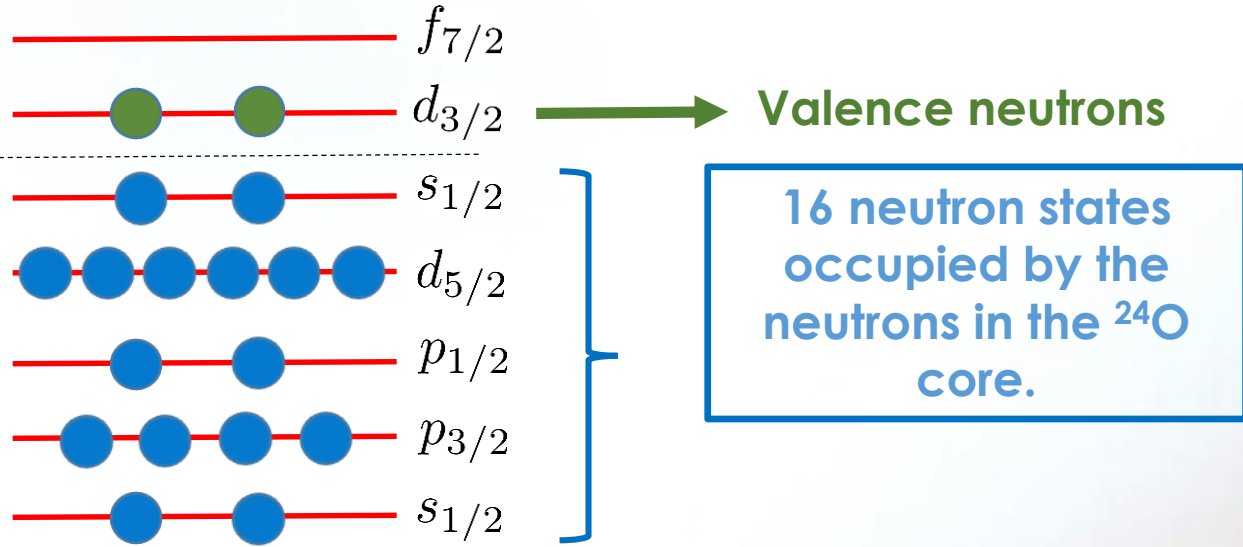 f7/2
d3/2
Valence neutrons
s1/2
d5/2
p1/2
p3/2
s1/2
16 neutron states
occupied by the
neutrons in the 24O
core.